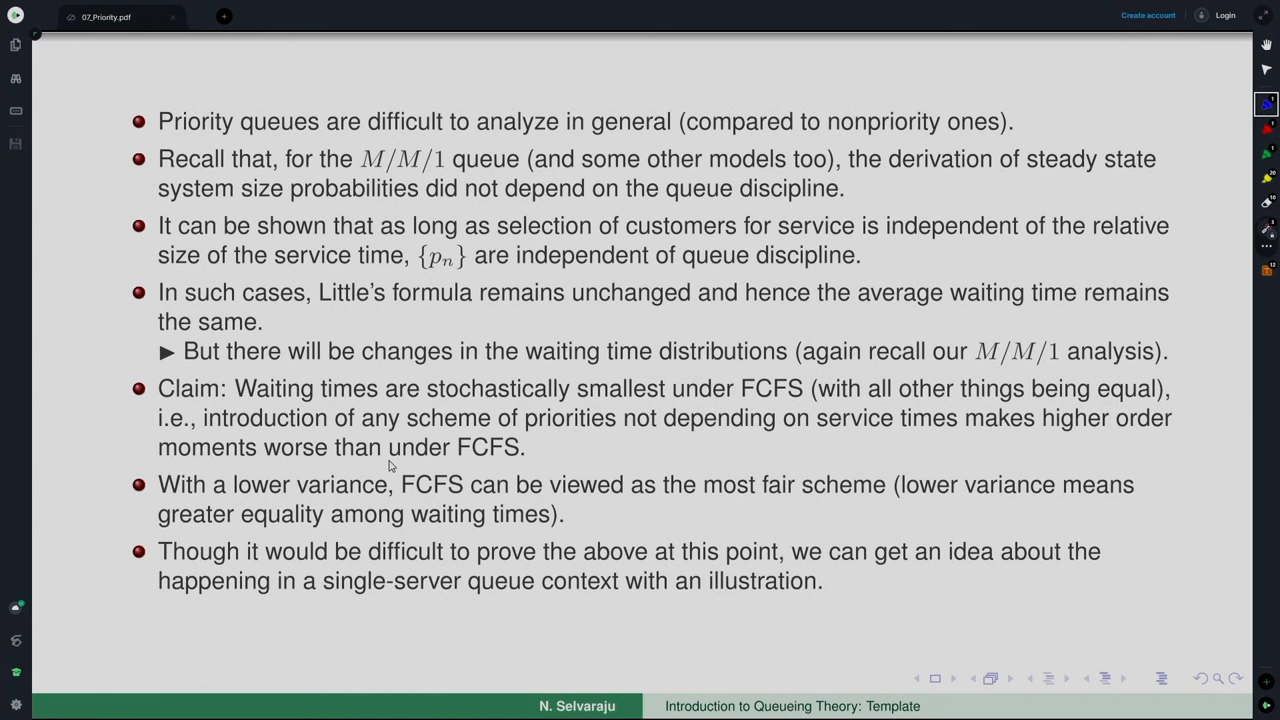 07_Priority.pdf
Create account
Login
Priority queues are difficult to analyze in general (compared to nonpriority ones).
Recall that, for the M/M/1 queue (and some other models too), the derivation of steady state
system size probabilities did not depend on the queue discipline.
It can be shown that as long as selection of customers for service is independent of the relative
size of the service time, {pₙ} are independent of queue discipline.
In such cases, Little's formula remains unchanged and hence the average waiting time remains
the same.
▶ But there will be changes in the waiting time distributions (again recall our M/M/1 analysis).
Claim: Waiting times are stochastically smallest under FCFS (with all other things being equal),
i.e., introduction of any scheme of priorities not depending on service times makes higher order
moments worse than under FCFS.
With a lower variance, FCFS can be viewed as the most fair scheme (lower variance means
greater equality among waiting times).
Though it would be difficult to prove the above at this point, we can get an idea about the
happening in a single-server queue context with an illustration.
N. Selvaraju
Introduction to Queueing Theory: Template